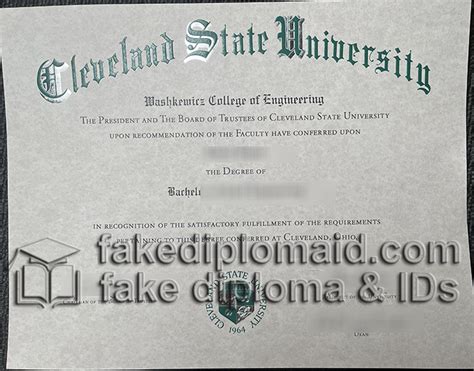 Cleveland State University
Washkewicz College of Engineering
The President and The Board of Trustees of Cleveland State University
upon recommendation of the Faculty have conferred upon
The Degree of
in recognition of the satisfactory fulfillment of the requirements
pertaining to this degree conferred at Cleveland, Ohio,
fakediplomaid.com
fake diploma & IDs
CLEVELAND STATE UNIVERSITY
1964
Dean